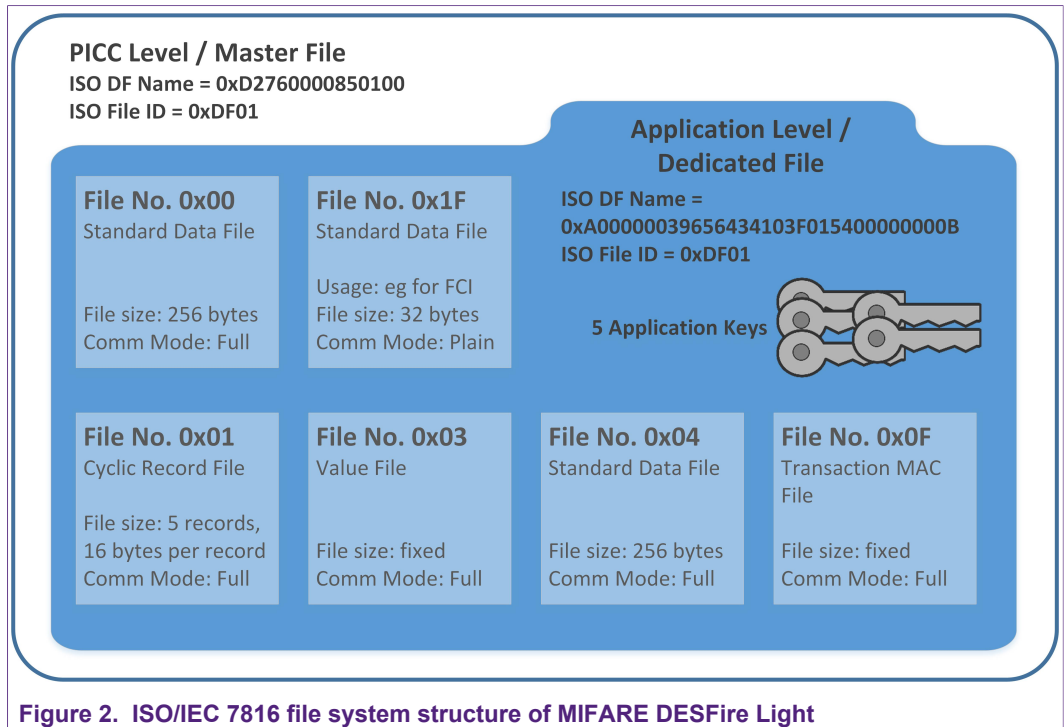 PICC Level / Master File
ISO DF Name = 0xD2760000850100
ISO File ID = 0xDF01
Application Level /
Dedicated File
ISO DF Name =
0xA00000039656434103F015400000000B
ISO File ID = 0xDF01
5 Application Keys
File No. 0x00
Standard Data File
File size: 256 bytes
Comm Mode: Full
File No. 0x1F
Standard Data File
Usage: eg for FCI
File size: 32 bytes
Comm Mode: Plain
File No. 0x01
Cyclic Record File
File size: 5 records,
16 bytes per record
Comm Mode: Full
File No. 0x03
Value File
File size: fixed
Comm Mode: Full
File No. 0x04
Standard Data File
File size: 256 bytes
Comm Mode: Full
File No. 0x0F
Transaction MAC
File
File size: fixed
Comm Mode: Full
Figure 2. ISO/IEC 7816 file system structure of MIFARE DESFire Light